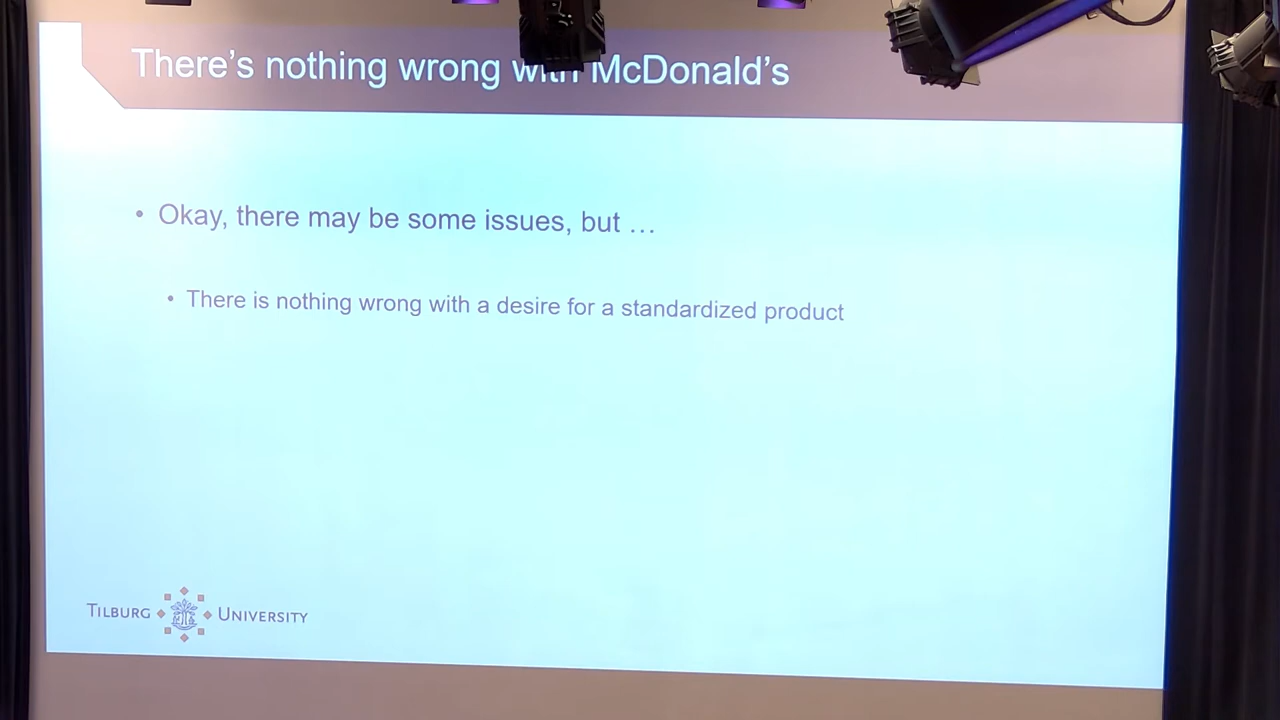 There's nothing wrong with McDonald's
• Okay, there may be some issues, but …
• There is nothing wrong with a desire for a standardized product
TILBURG UNIVERSITY